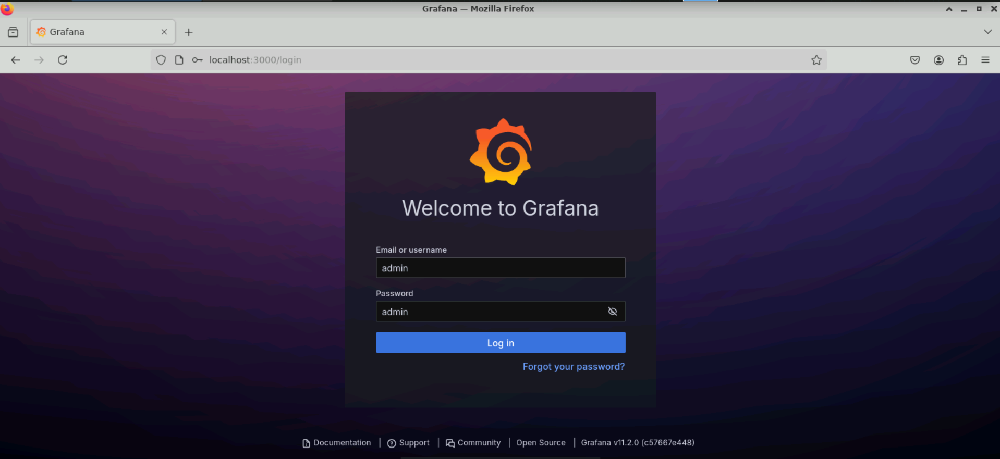 Grafana — Mozilla Firefox
Grafana
localhost:3000/login
Welcome to Grafana
Email or username
admin
Password
admin
Log in
Forgot your password?
Documentation | Support | Community | Open Source | Grafana v11.2.0 (c57667e448)